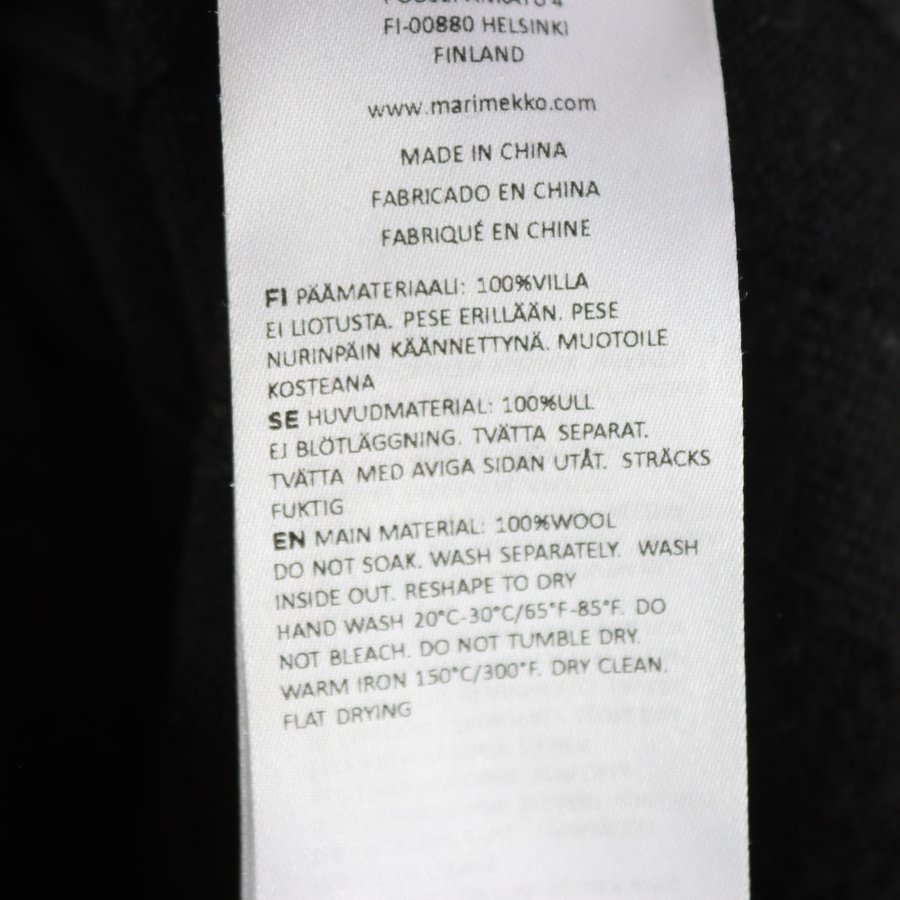 FI-00880 HELSINKI
FINLAND
www.marimekko.com
MADE IN CHINA
FABRICADO EN CHINA
FABRIQUÉ EN CHINE
FI PÄÄMATERIAALI: 100%VILLA
EI LIOTUSTA. PESE ERILLÄÄN. PESE
NURINPÄIN KÄÄNNETTYNÄ. MUOTOILE
KOSTEANA
SE HUVUDMATERIAL: 100%ULL
EJ BLÖTLÄGGNING. TVÄTTA SEPARAT.
TVÄTTA MED AVIGA SIDAN UTÅT. STRÄCKS
FUKTIG
EN MAIN MATERIAL: 100%WOOL
DO NOT SOAK. WASH SEPARATELY. WASH
INSIDE OUT. RESHAPE TO DRY
HAND WASH 20°C-30°C/65°F-85°F. DO
NOT BLEACH. DO NOT TUMBLE DRY.
WARM IRON 150°C/300°F. DRY CLEAN.
FLAT DRYING